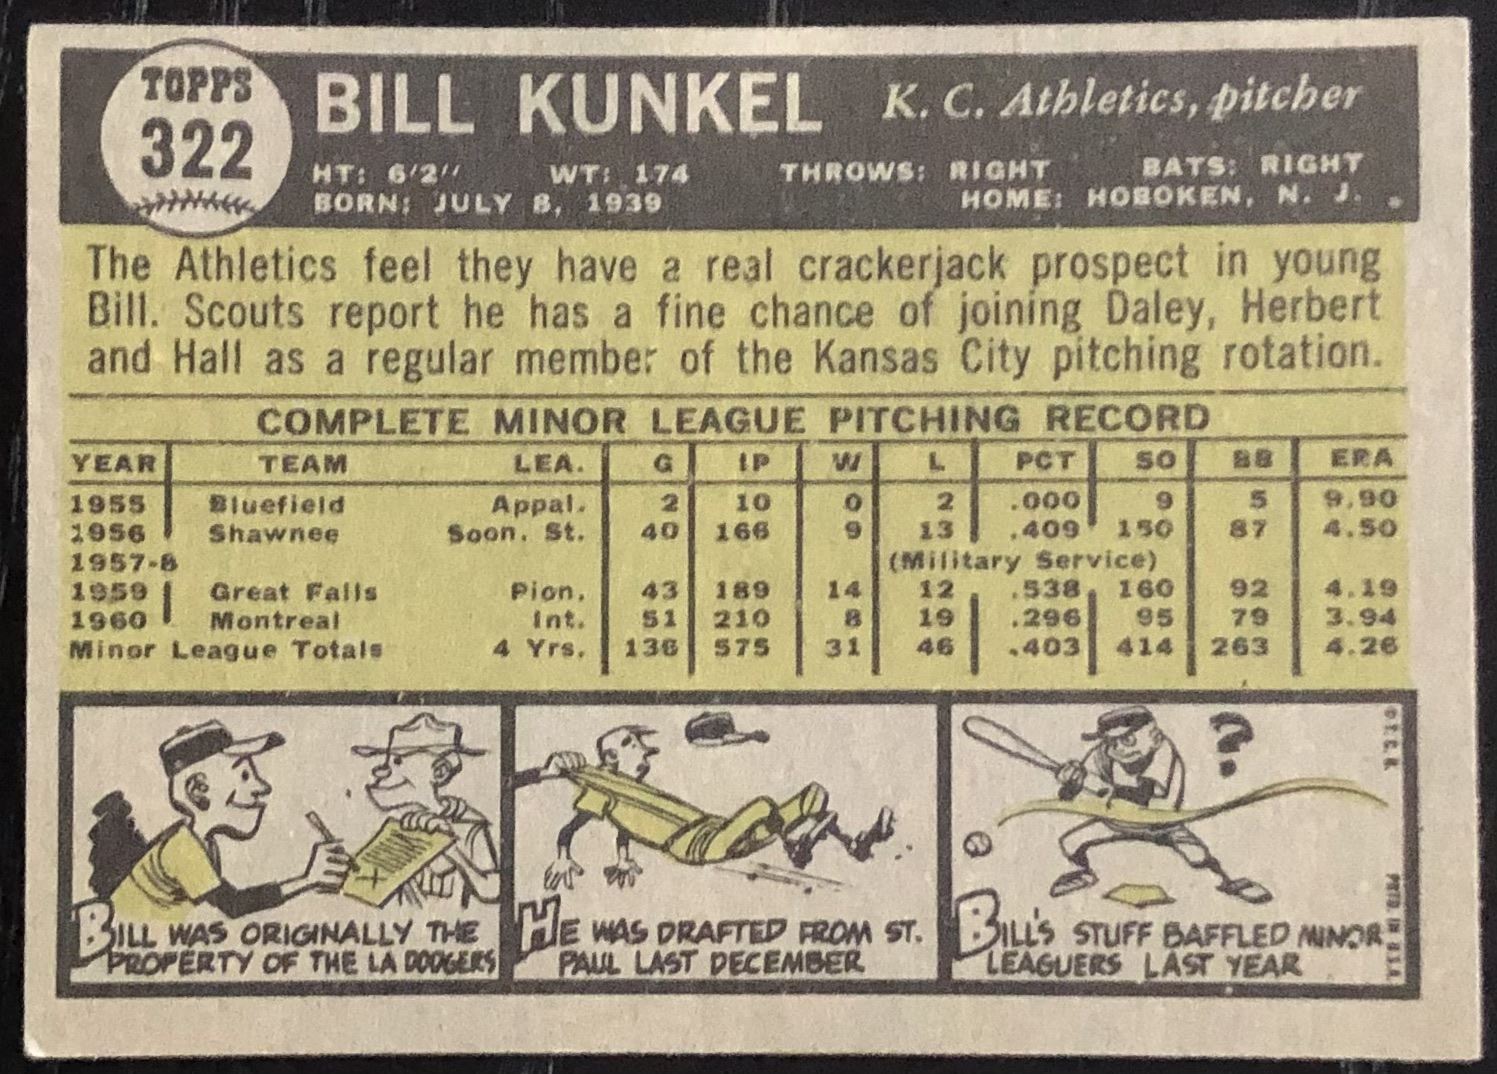 TOPPS
322
BILL KUNKEL K. C. Athletics, pitcher
HT: 6'2" WT: 174 THROWS: RIGHT BATS: RIGHT
BORN: JULY 8, 1939 HOME: HOBOKEN, N. J.
The Athletics feel they have a real crackerjack prospect in young
Bill. Scouts report he has a fine chance of joining Daley, Herbert
and Hall as a regular member of the Kansas City pitching rotation.
COMPLETE MINOR LEAGUE PITCHING RECORD
YEAR TEAM LEA. G IP W L PCT SO BB ERA
1955 Bluefield Appal. 2 10 0 2 .000 9 5 9.90
1956 Shawnee Soon. St. 40 166 9 13 .409 150 87 4.50
1957-8 (Military Service)
1959 Great Falls Pion. 43 189 14 12 .538 160 92 4.19
1960 Montreal Int. 51 210 8 19 .296 95 79 3.94
Minor League Totals 4 Yrs. 136 575 31 46 .403 414 263 4.26
BILL WAS ORIGINALLY THE
PROPERTY OF THE LA DODGERS
HE WAS DRAFTED FROM ST.
PAUL LAST DECEMBER
?
BILL'S STUFF BAFFLED MINOR
LEAGUERS LAST YEAR
© T. C. G.
PRTD IN U.S.A.